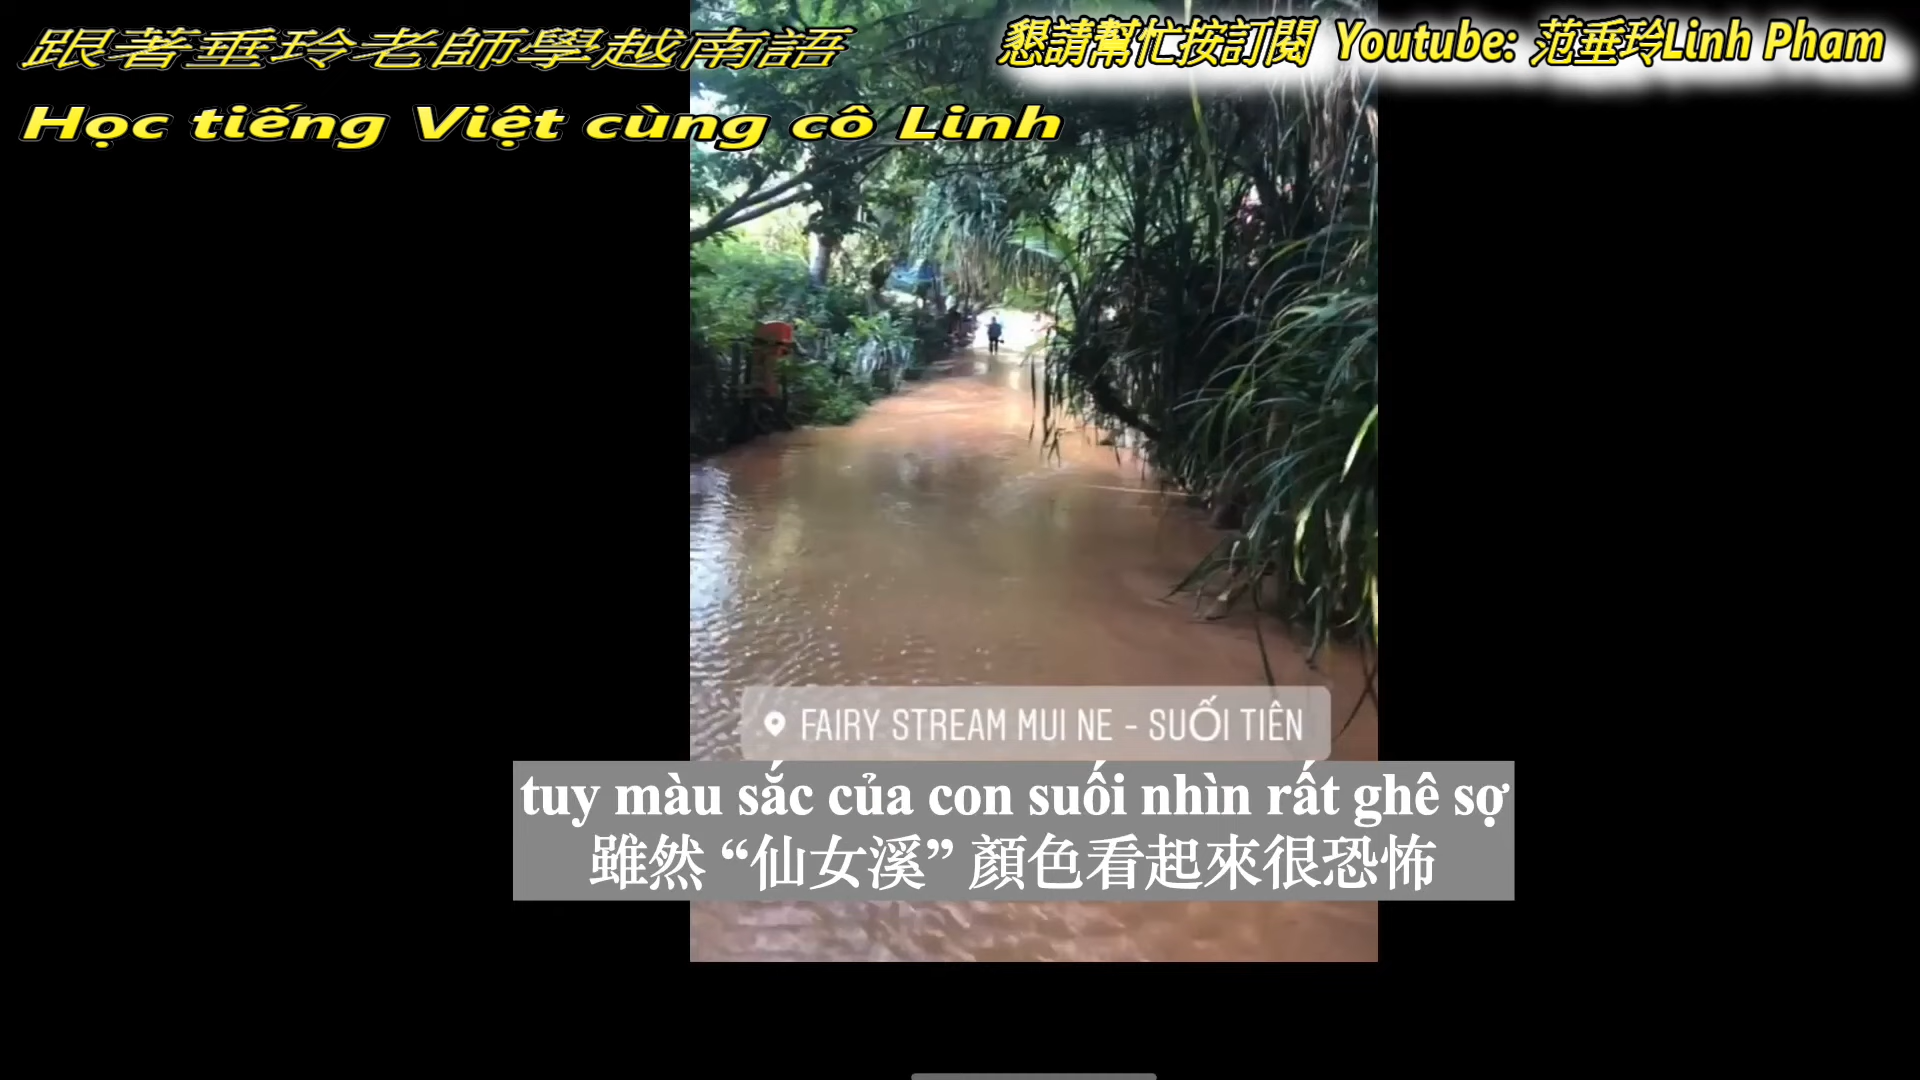 跟著垂玲老師學越南語
懇請幫忙按訂閱 Youtube: 范垂玲Linh Pham
Học tiếng Việt cùng cô Linh
FAIRY STREAM MUI NE - SUỐI TIÊN
tuy màu sắc của con suối nhìn rất ghê sợ
雖然 “仙女溪” 顏色看起來很恐怖